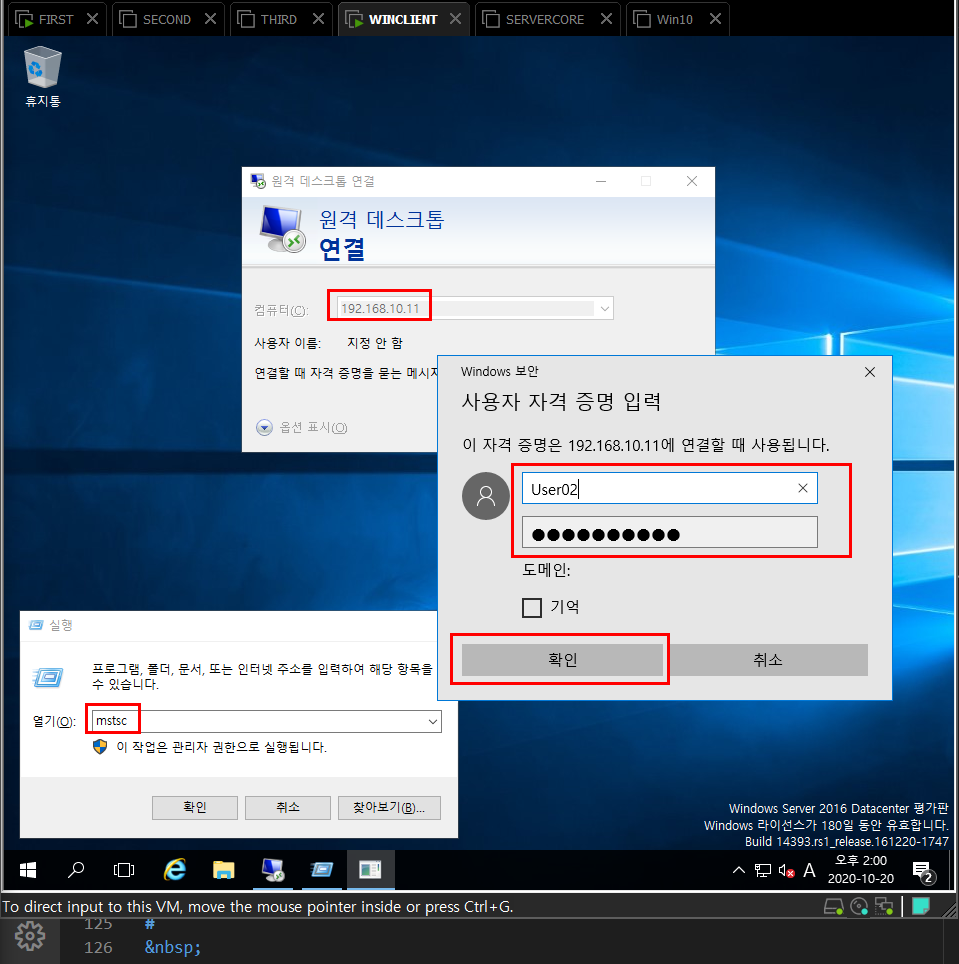 FIRST SECOND THIRD WINCLIENT SERVERCORE Win10
휴지통
원격 데스크톱 연결
원격 데스크톱
연결
컴퓨터(C): 192.168.10.11
사용자 이름: 지정 안 함
연결할 때 자격 증명을 묻는 메시지
옵션 표시(O)
Windows 보안
사용자 자격 증명 입력
이 자격 증명은 192.168.10.11에 연결할 때 사용됩니다.
User02
●●●●●●●●●●
도메인:
기억
확인 취소
실행
프로그램, 폴더, 문서, 또는 인터넷 주소를 입력하여 해당 항목을
수 있습니다.
열기(O): mstsc
이 작업은 관리자 권한으로 실행됩니다.
확인 취소 찾아보기(B)...
Windows Server 2016 Datacenter 평가판
Windows 라이선스가 180일 동안 유효합니다.
Build 14393.rs1_release.161220-1747
A 오후 2:00
2020-10-20
2
To direct input to this VM, move the mouse pointer inside or press Ctrl+G.
125 #
126 &nbsp;